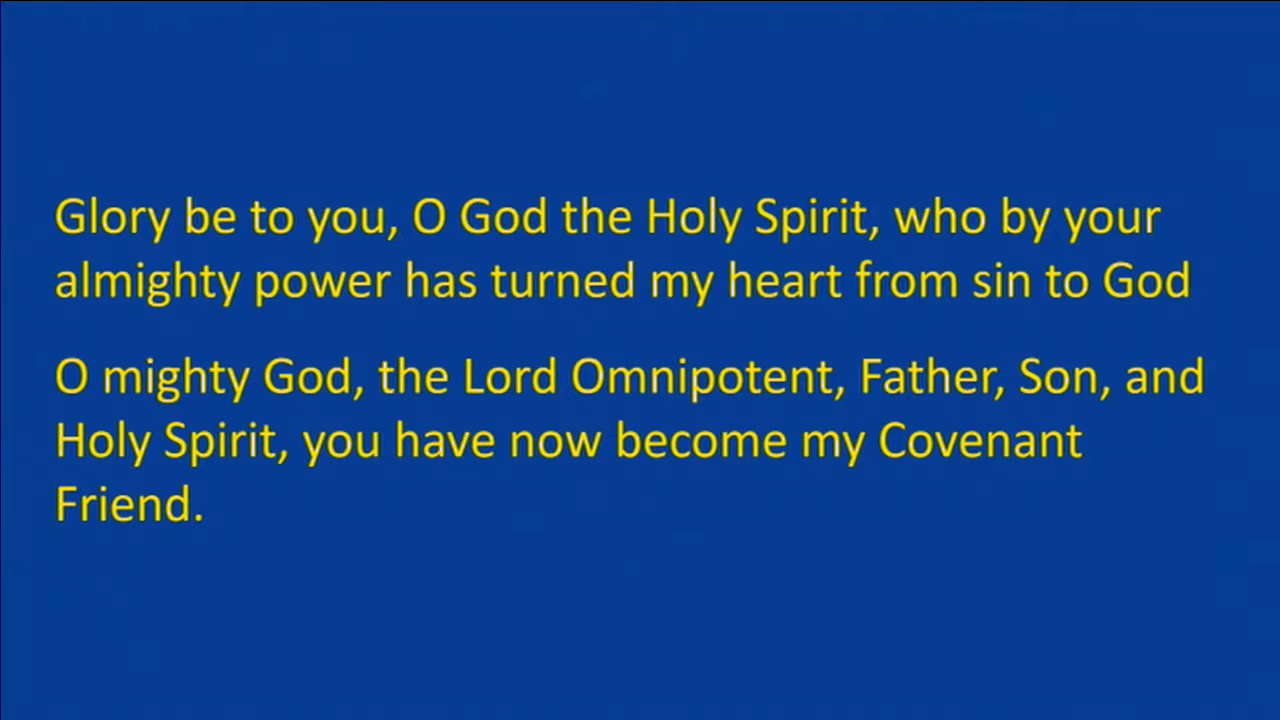 Glory be to you, O God the Holy Spirit, who by your
almighty power has turned my heart from sin to God
O mighty God, the Lord Omnipotent, Father, Son, and
Holy Spirit, you have now become my Covenant
Friend.